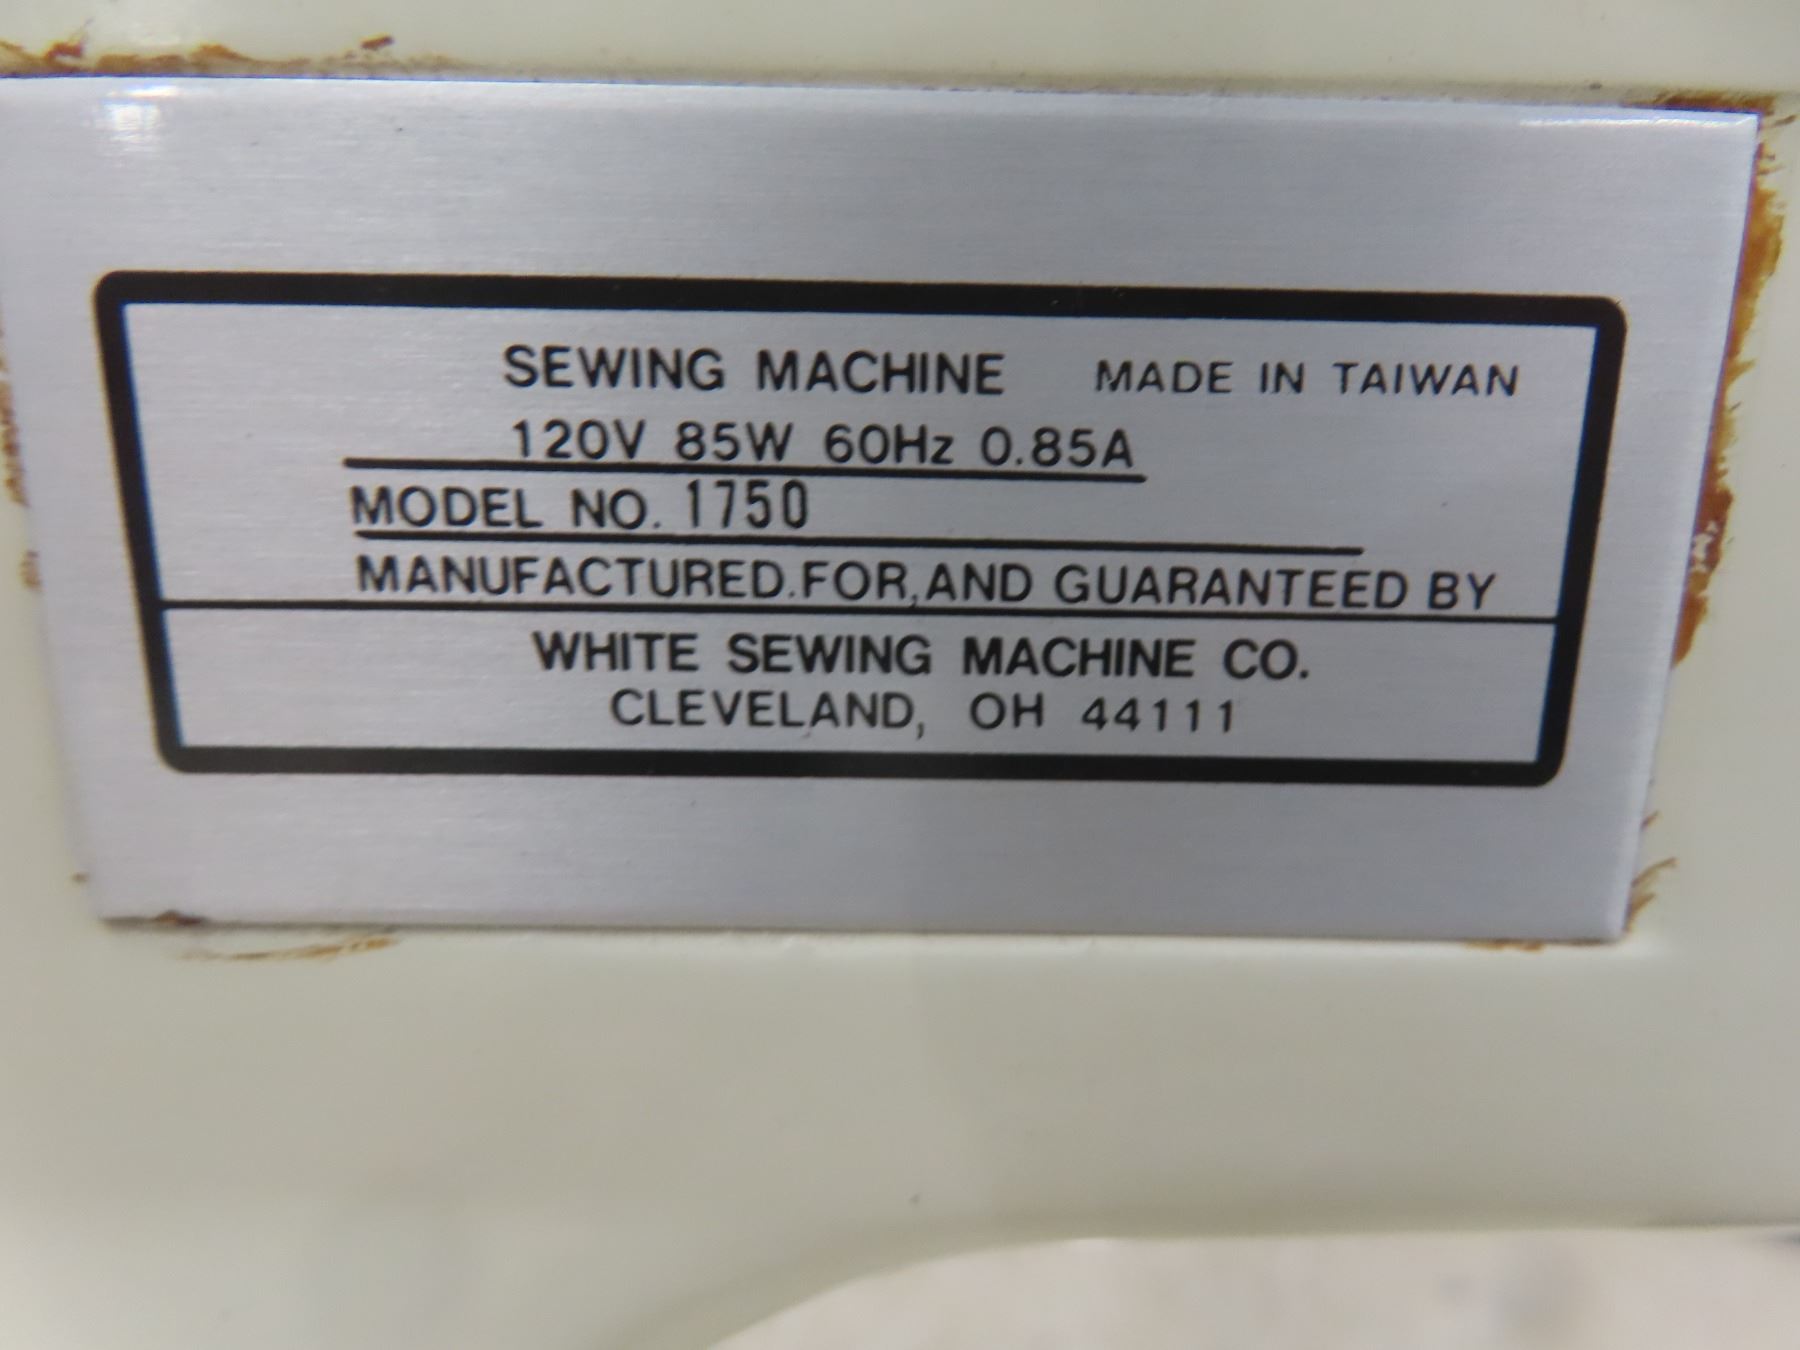 SEWING MACHINE MADE IN TAIWAN
120V 85W 60Hz 0.85A
MODEL NO. 1750
MANUFACTURED.FOR,AND GUARANTEED BY
WHITE SEWING MACHINE CO.
CLEVELAND, OH 44111